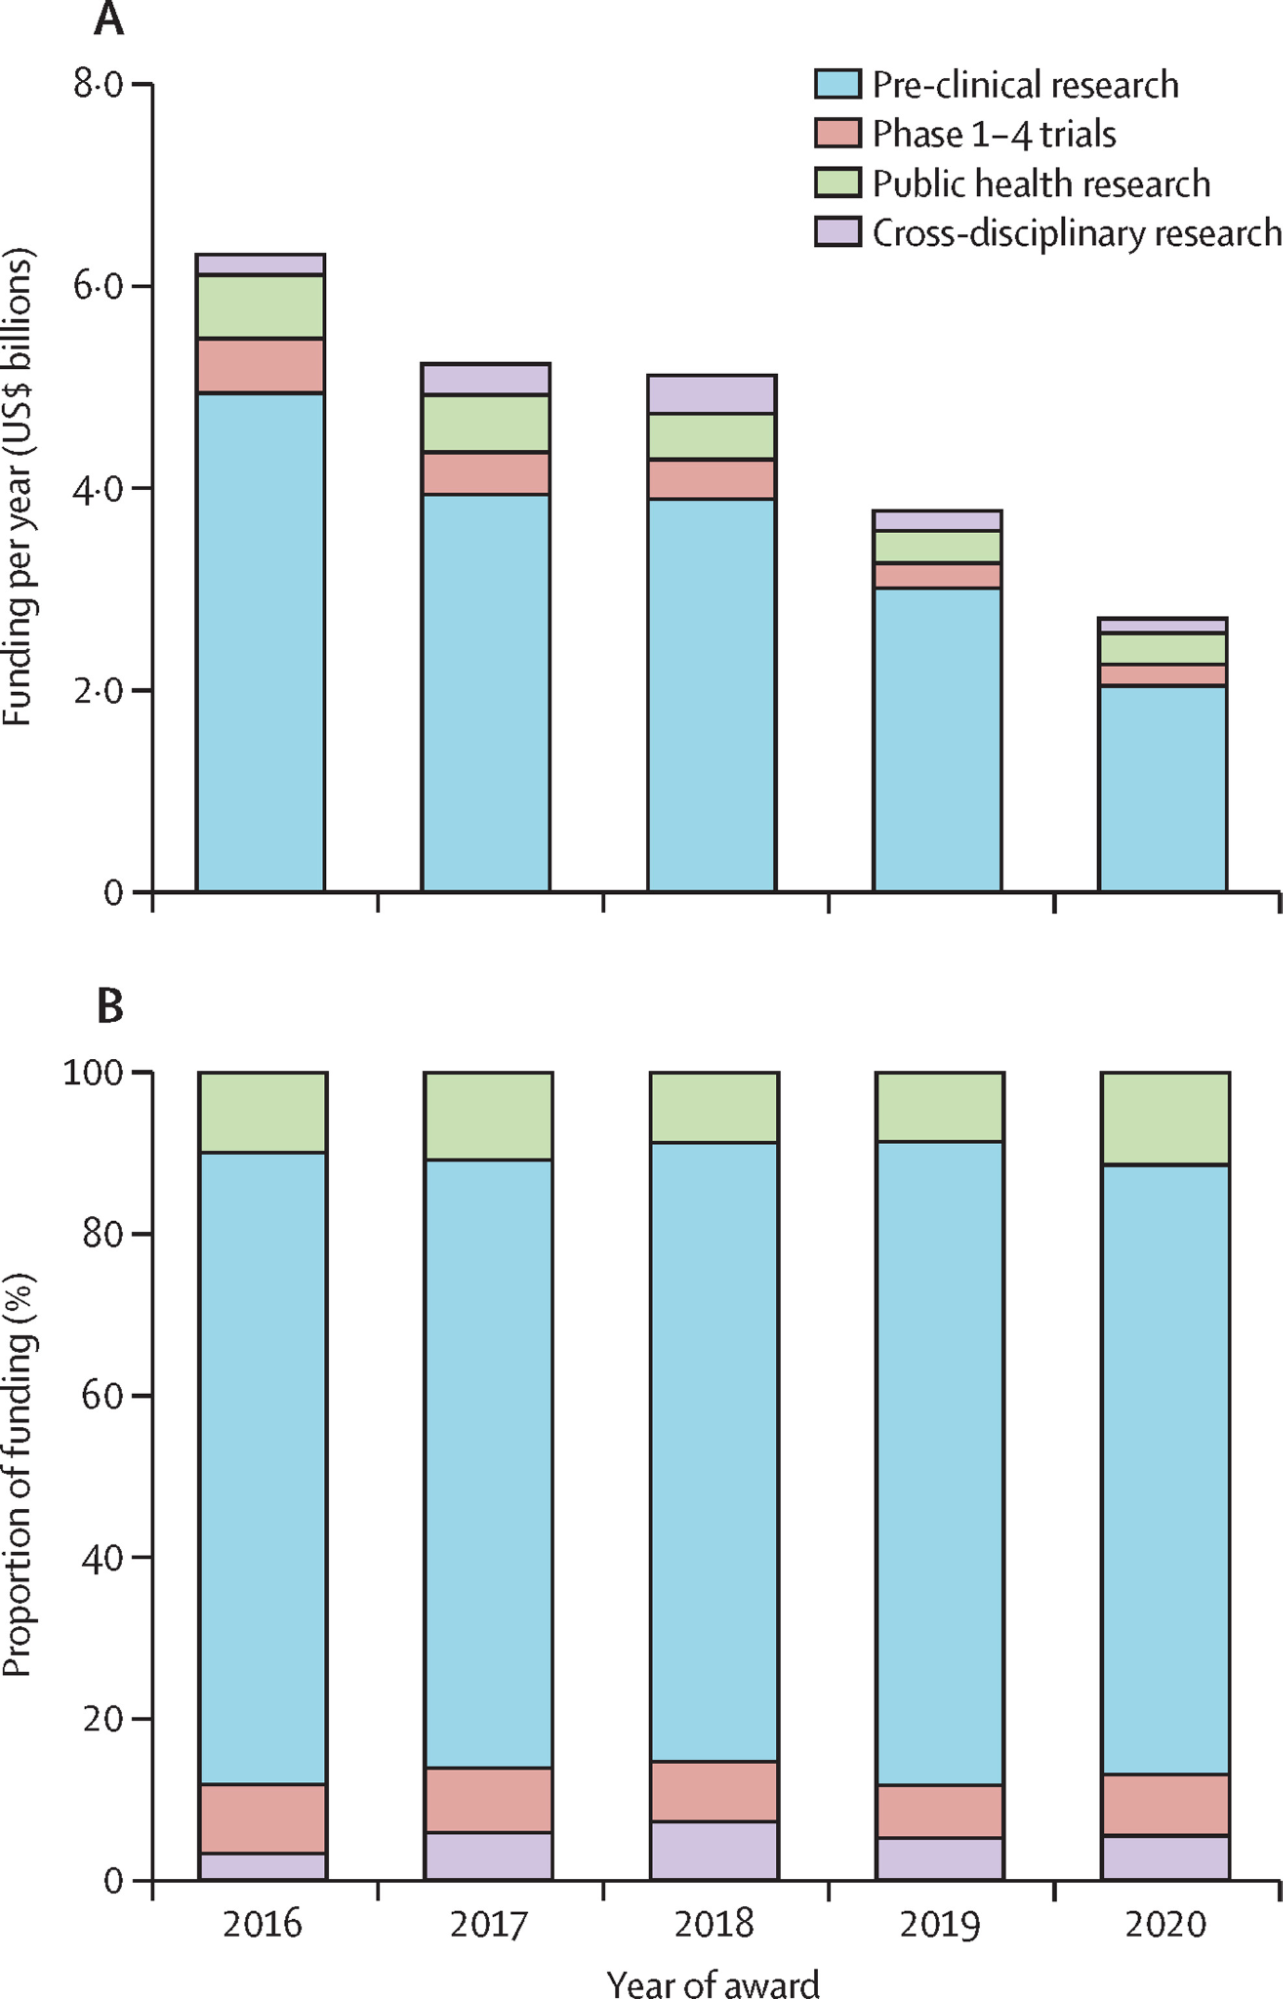 A
8·0
6·0
4·0
2·0
0
Funding per year (US$ billions)
Pre-clinical research
Phase 1–4 trials
Public health research
Cross-disciplinary research
B
100
80
60
40
20
0
Proportion of funding (%)
2016
2017
2018
2019
2020
Year of award